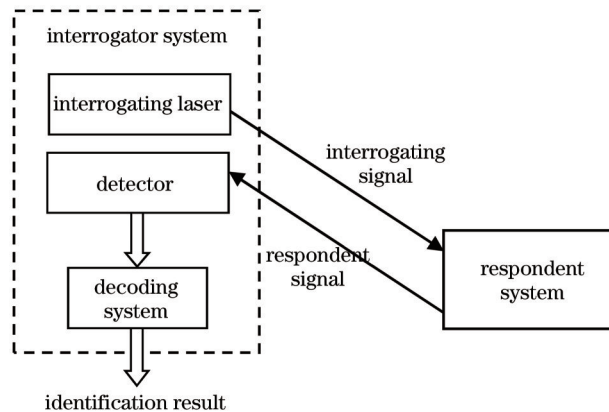 interrogator system
interrogating laser
interrogating
signal
detector
respondent
signal
respondent
system
decoding
system
identification result